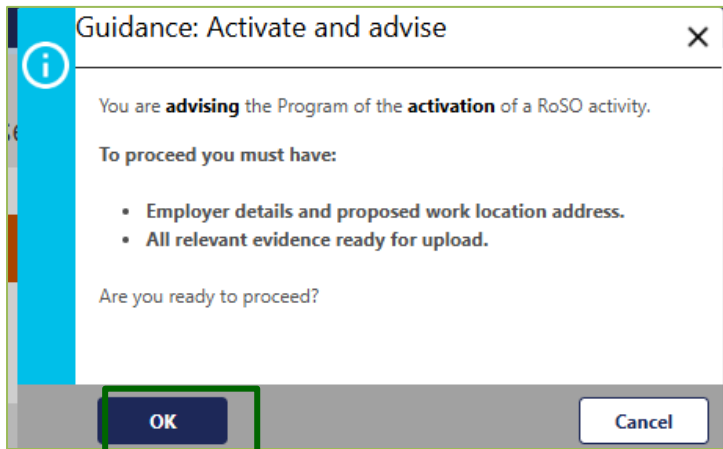 Guidance: Activate and advise
You are advising the Program of the activation of a RoSO activity.
To proceed you must have:
• Employer details and proposed work location address.
• All relevant evidence ready for upload.
Are you ready to proceed?
OK
Cancel